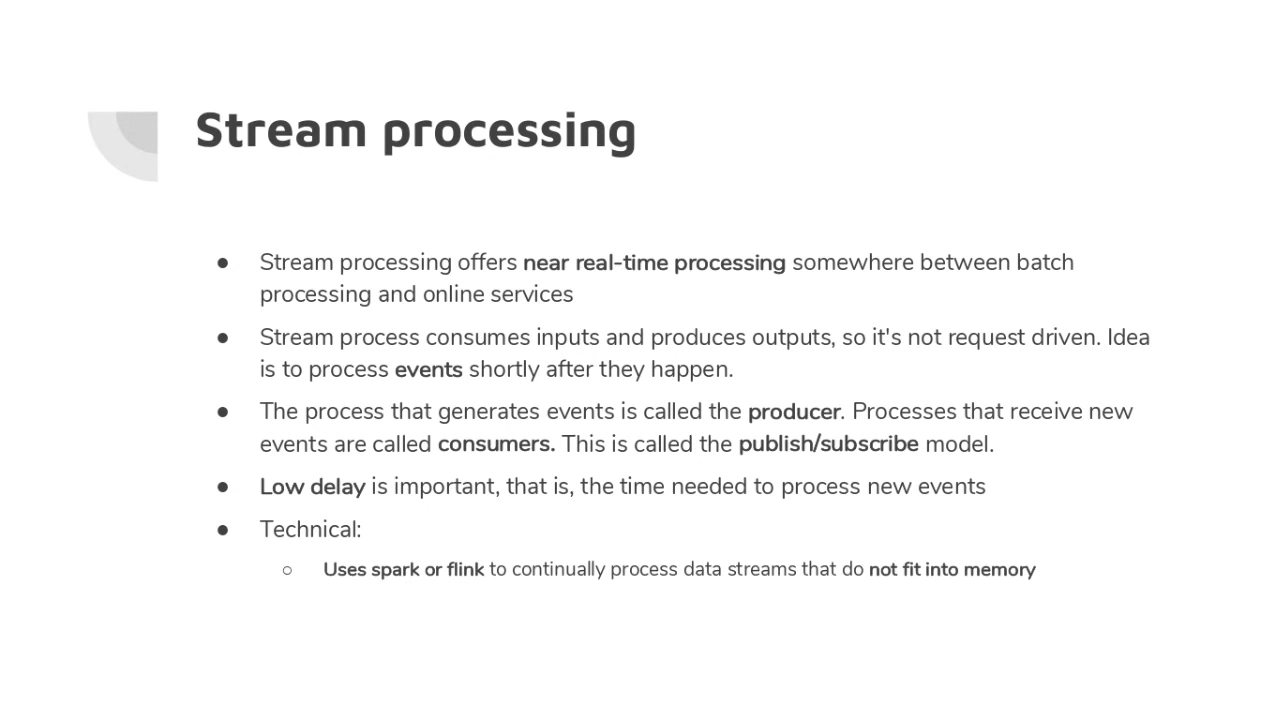 Stream processing
● Stream processing offers near real-time processing somewhere between batch
processing and online services
● Stream process consumes inputs and produces outputs, so it's not request driven. Idea
is to process events shortly after they happen.
● The process that generates events is called the producer. Processes that receive new
events are called consumers. This is called the publish/subscribe model.
● Low delay is important, that is, the time needed to process new events
● Technical:
○ Uses spark or flink to continually process data streams that do not fit into memory